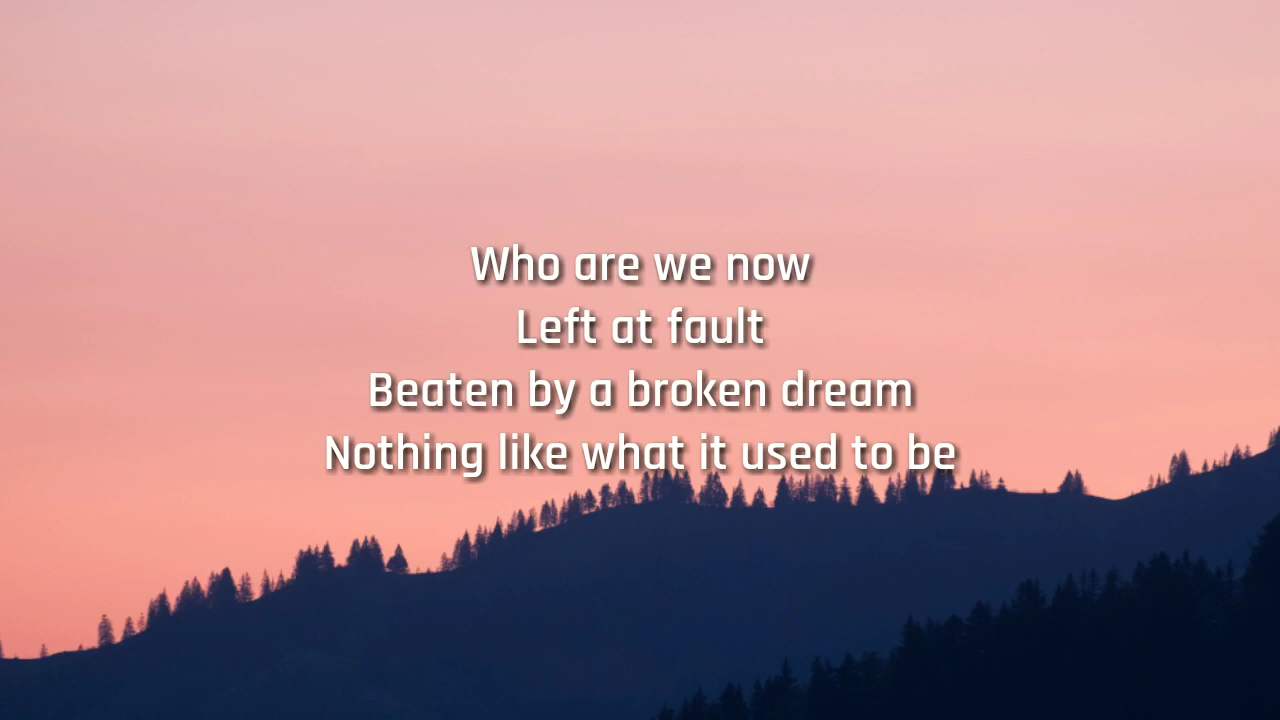 Who are we now
Left at fault
Beaten by a broken dream
Nothing like what it used to be